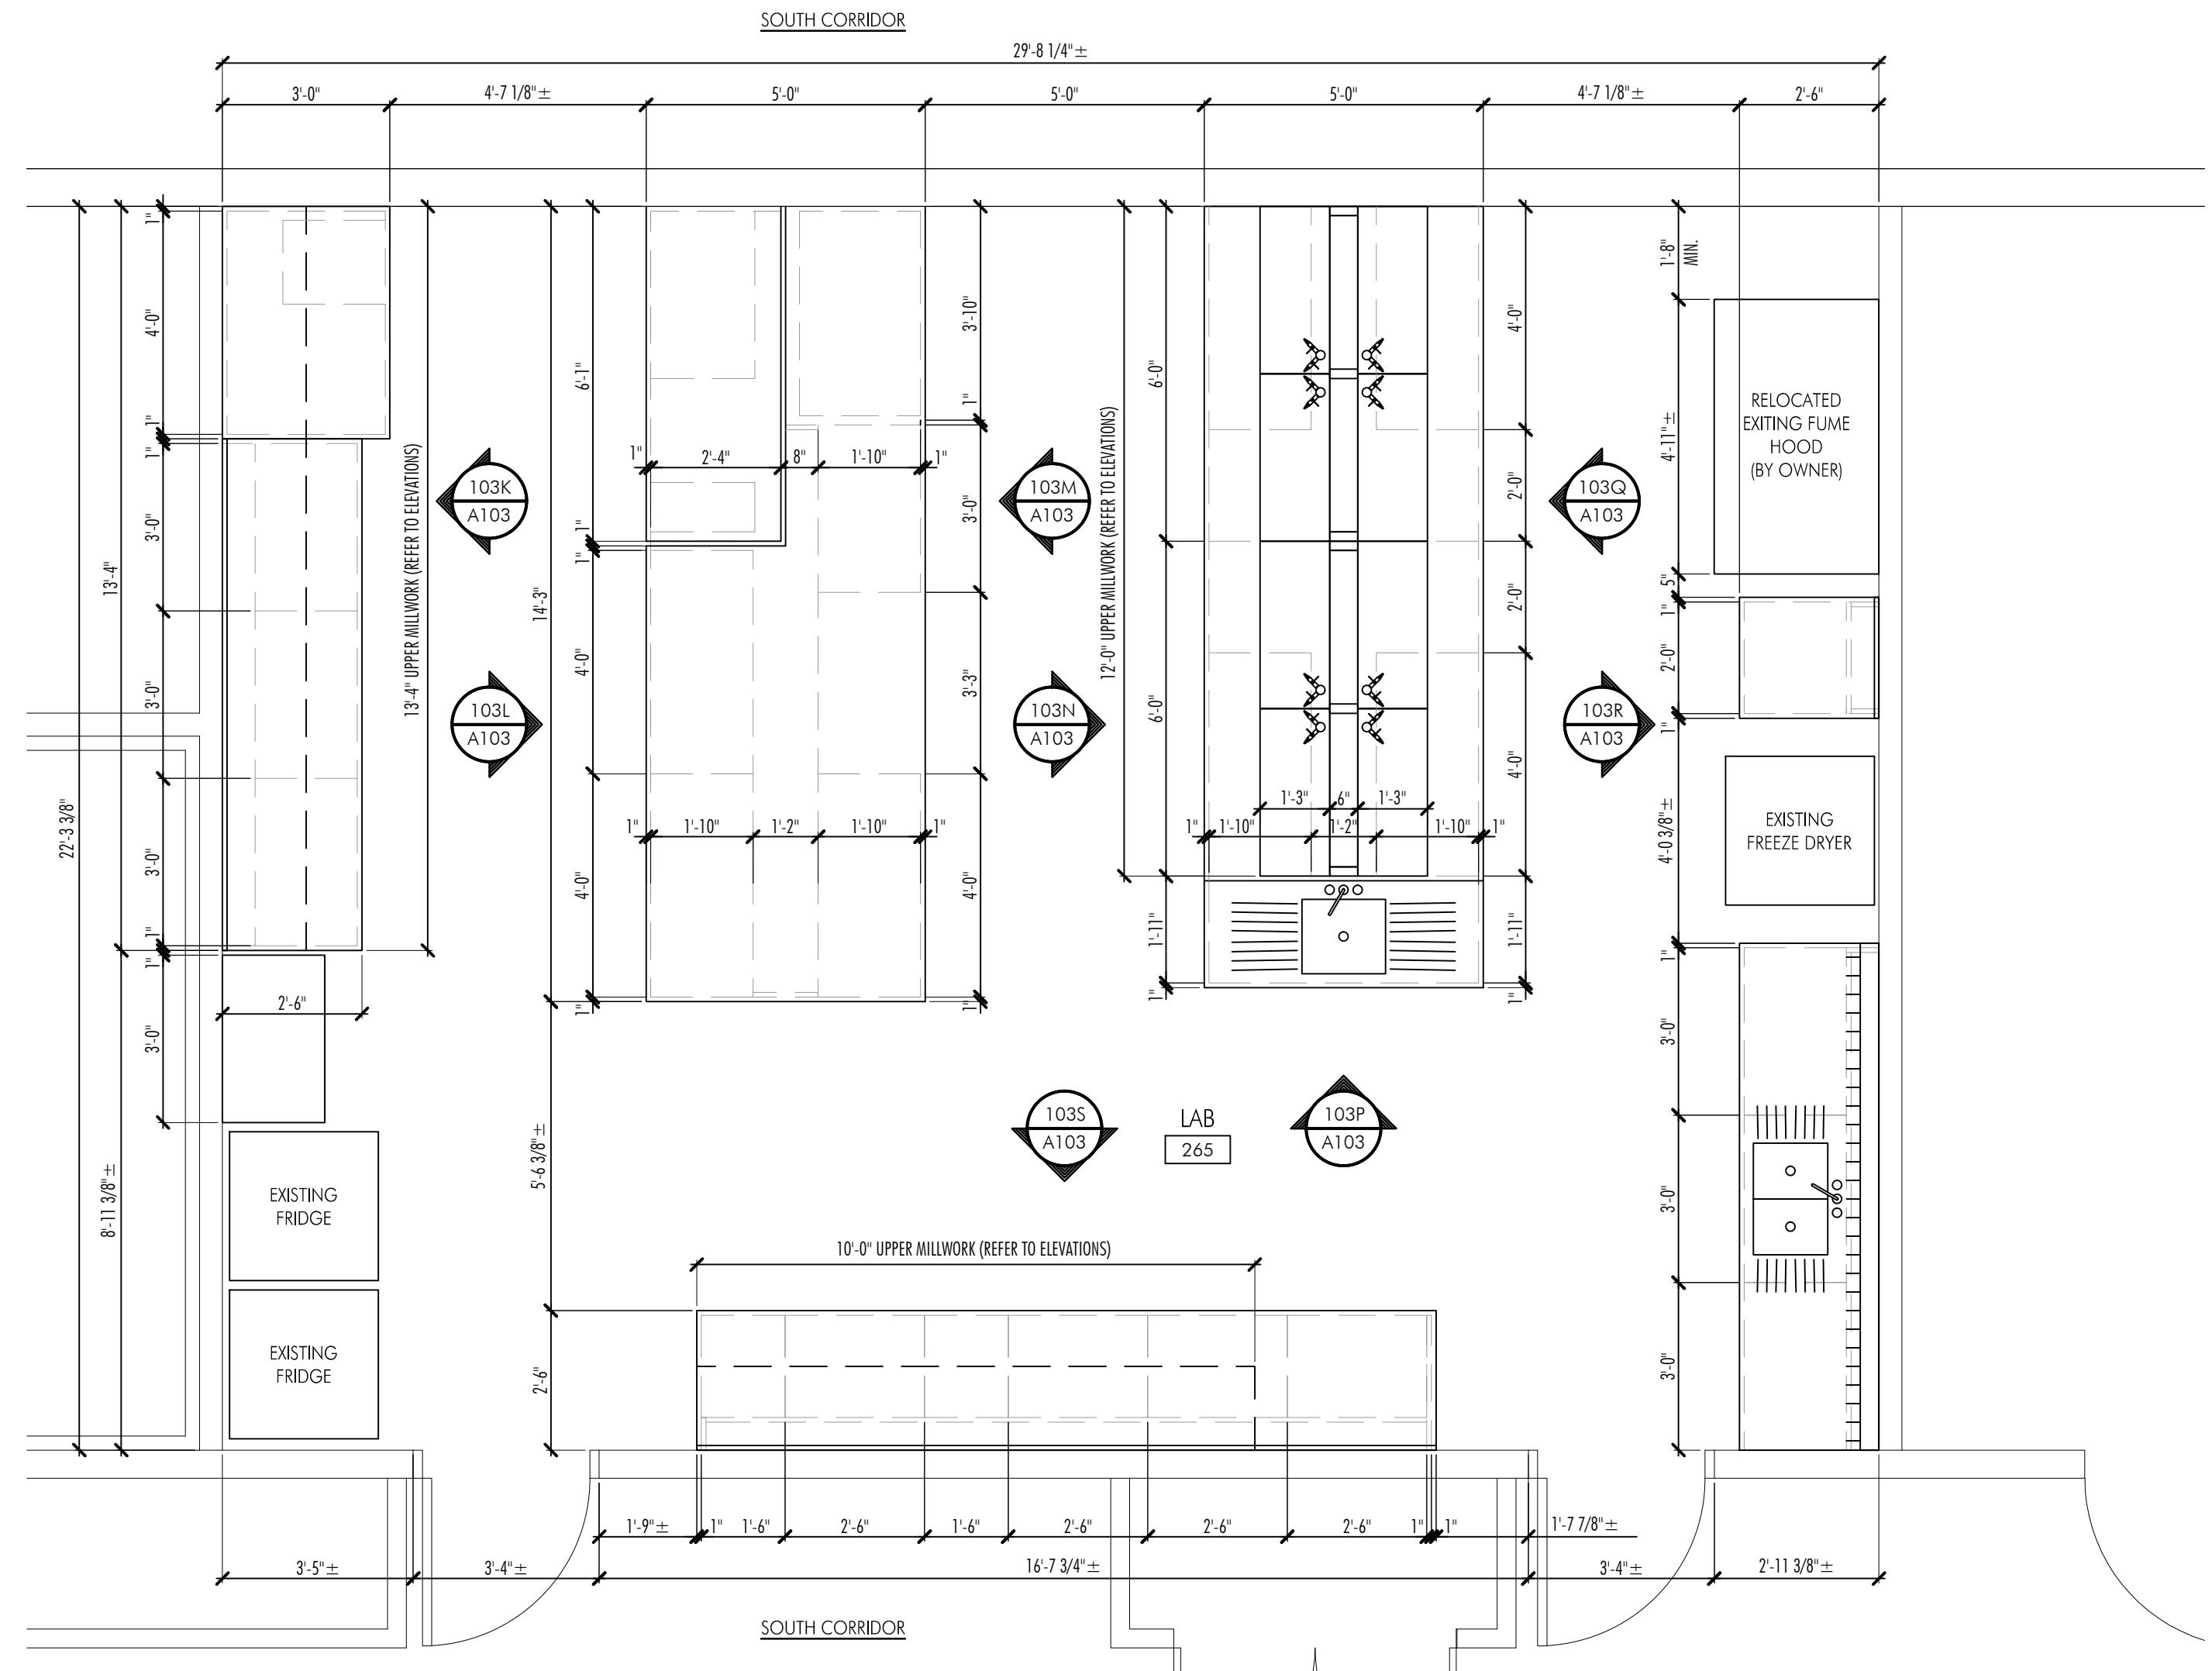 SOUTH CORRIDOR
29'-8 1/4"±
3'-0"
4'-7 1/8"±
5'-0"
5'-0"
5'-0"
4'-7 1/8"±
2'-6"
22'-3 3/8"
13'-4"
8'-11 3/8"±
1"
4'-0"
1"
1"
3'-0"
3'-0"
3'-0"
1"
1"
3'-0"
2'-6"
13'-4" UPPER MILLWORK (REFER TO ELEVATIONS)
103K
A103
103L
A103
EXISTING
FRIDGE
EXISTING
FRIDGE
14'-3"
5'-6 3/8"±
2'-6"
6'-1"
1"
1"
4'-0"
4'-0"
1"
1"
2'-4"
8"
1'-10"
1"
1"
1'-10"
1'-2"
1'-10"
1"
3'-10"
1"
3'-0"
3'-3"
4'-0"
1"
103M
A103
103N
A103
12'-0" UPPER MILLWORK (REFER TO ELEVATIONS)
6'-0"
6'-0"
1'-11"
1"
1'-3"
6"
1'-3"
1"
1'-10"
1'-2"
1'-10"
1"
4'-0"
2'-0"
2'-0"
4'-0"
1'-11"
1"
103Q
A103
103R
A103
1'-8"
MIN.
4'-11"±
5"
1"
2'-0"
1"
4'-0 3/8"±
1"
3'-0"
3'-0"
3'-0"
RELOCATED
EXITING FUME
HOOD
(BY OWNER)
EXISTING
FREEZE DRYER
103S
A103
LAB
265
103P
A103
10'-0" UPPER MILLWORK (REFER TO ELEVATIONS)
1'-9"±
1"
1'-6"
2'-6"
1'-6"
2'-6"
2'-6"
2'-6"
1"
1"
1'-7 7/8"±
3'-5"±
3'-4"±
16'-7 3/4"±
3'-4"±
2'-11 3/8"±
SOUTH CORRIDOR